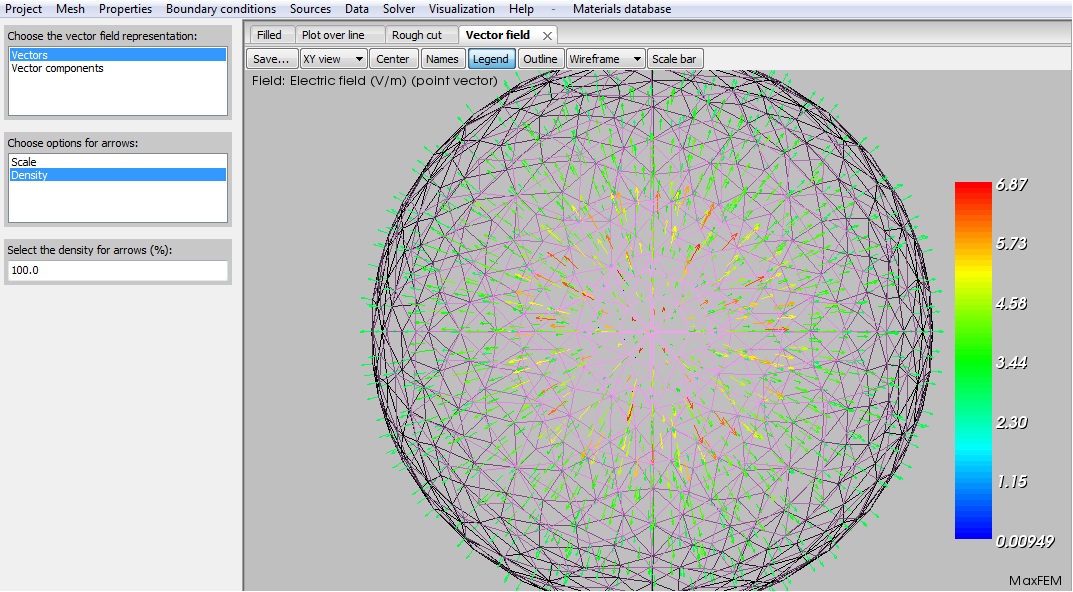 Project Mesh Properties Boundary conditions Sources Data Solver Visualization Help - Materials database
Choose the vector field representation:
Vectors
Vector components
Choose options for arrows:
Scale
Density
Select the density for arrows (%):
100.0
Filled Plot over line Rough cut Vector field
Save... XY view Center Names Legend Outline Wireframe Scale bar
Field: Electric field (V/m) (point vector)
6.87
5.73
4.58
3.44
2.30
1.15
0.00949
MaxFEM